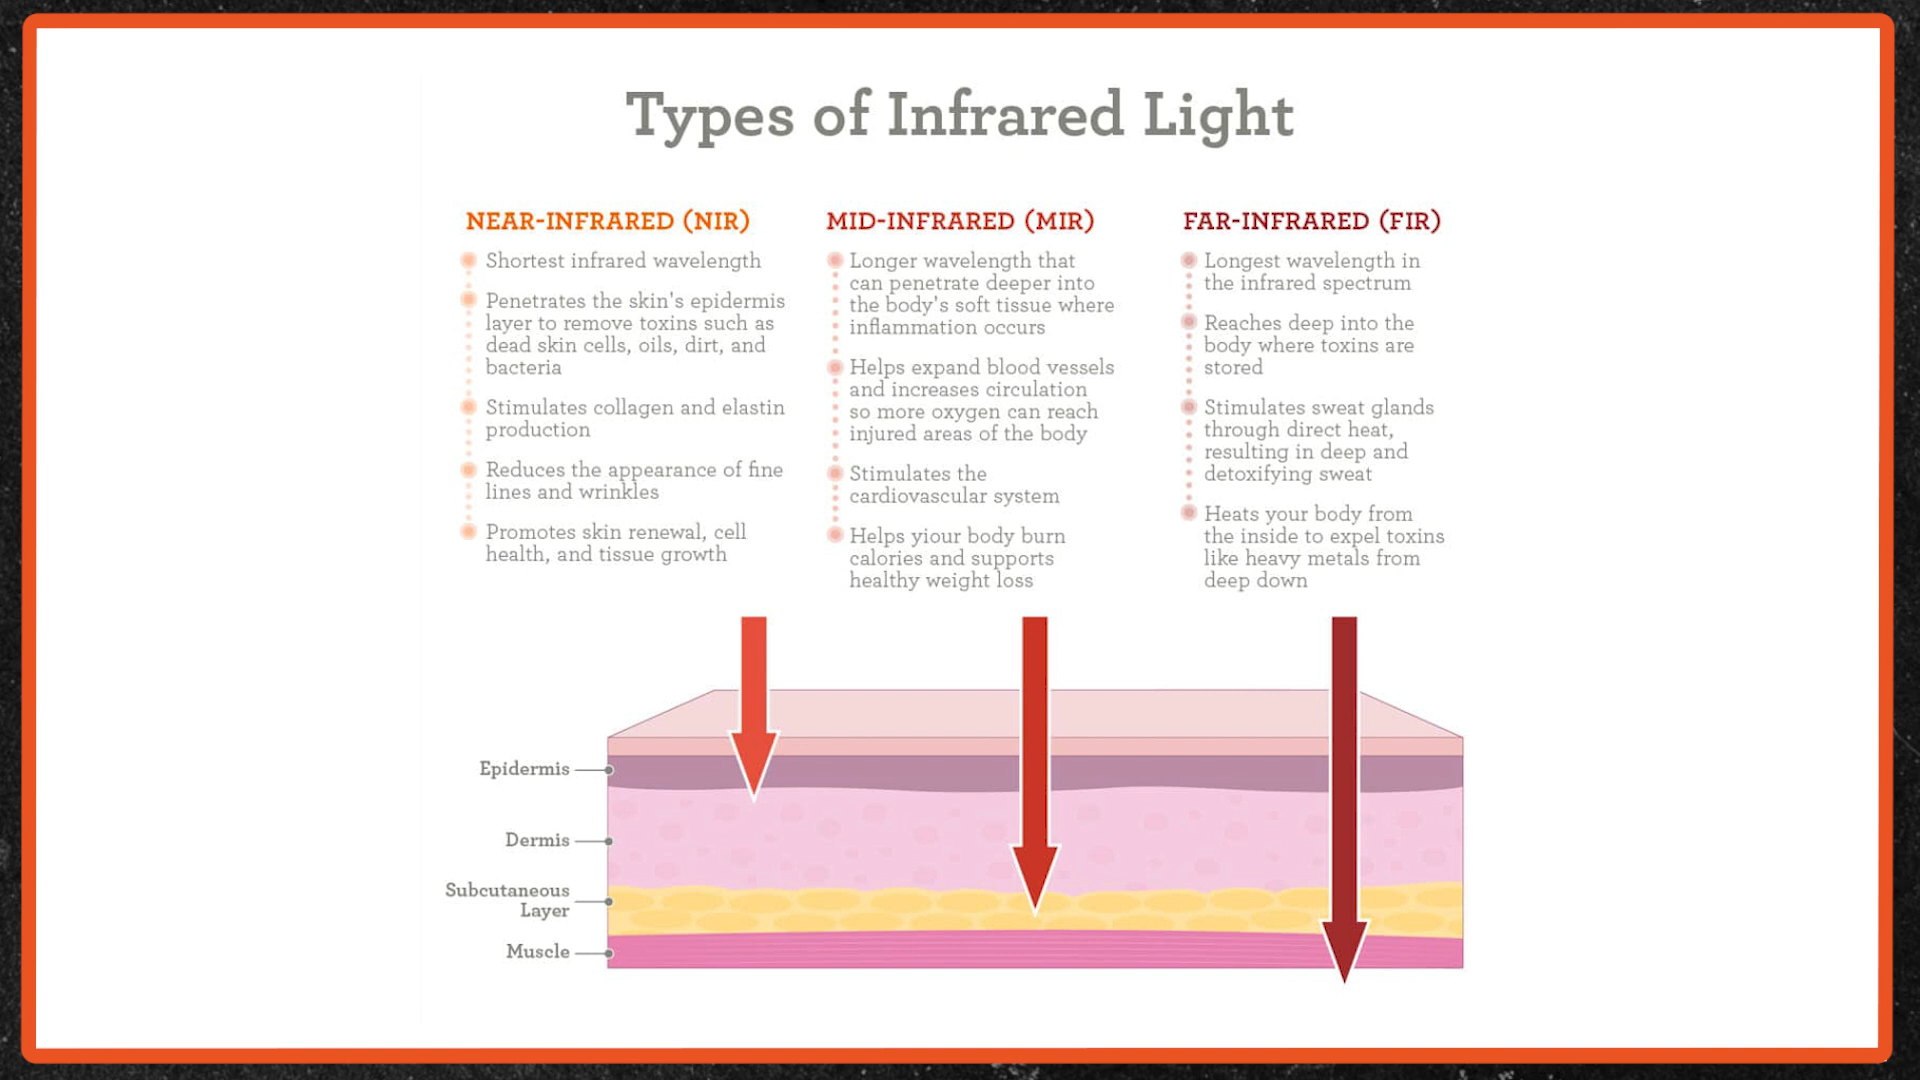 Types of Infrared Light
NEAR-INFRARED (NIR)
Shortest infrared wavelength
Penetrates the skin's epidermis
layer to remove toxins such as
dead skin cells, oils, dirt, and
bacteria
Stimulates collagen and elastin
production
Reduces the appearance of fine
lines and wrinkles
Promotes skin renewal, cell
health, and tissue growth
MID-INFRARED (MIR)
Longer wavelength that
can penetrate deeper into
the body's soft tissue where
inflammation occurs
Helps expand blood vessels
and increases circulation
so more oxygen can reach
injured areas of the body
Stimulates the
cardiovascular system
Helps yiour body burn
calories and supports
healthy weight loss
FAR-INFRARED (FIR)
Longest wavelength in
the infrared spectrum
Reaches deep into the
body where toxins are
stored
Stimulates sweat glands
through direct heat,
resulting in deep and
detoxifying sweat
Heats your body from
the inside to expel toxins
like heavy metals from
deep down
Epidermis
Dermis
Subcutaneous
Layer
Muscle